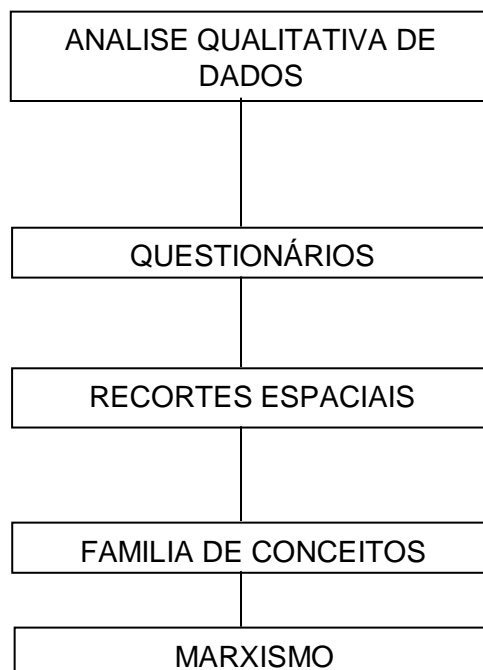 ANALISE QUALITATIVA DE
DADOS
QUESTIONÁRIOS
RECORTES ESPACIAIS
FAMILIA DE CONCEITOS
MARXISMO